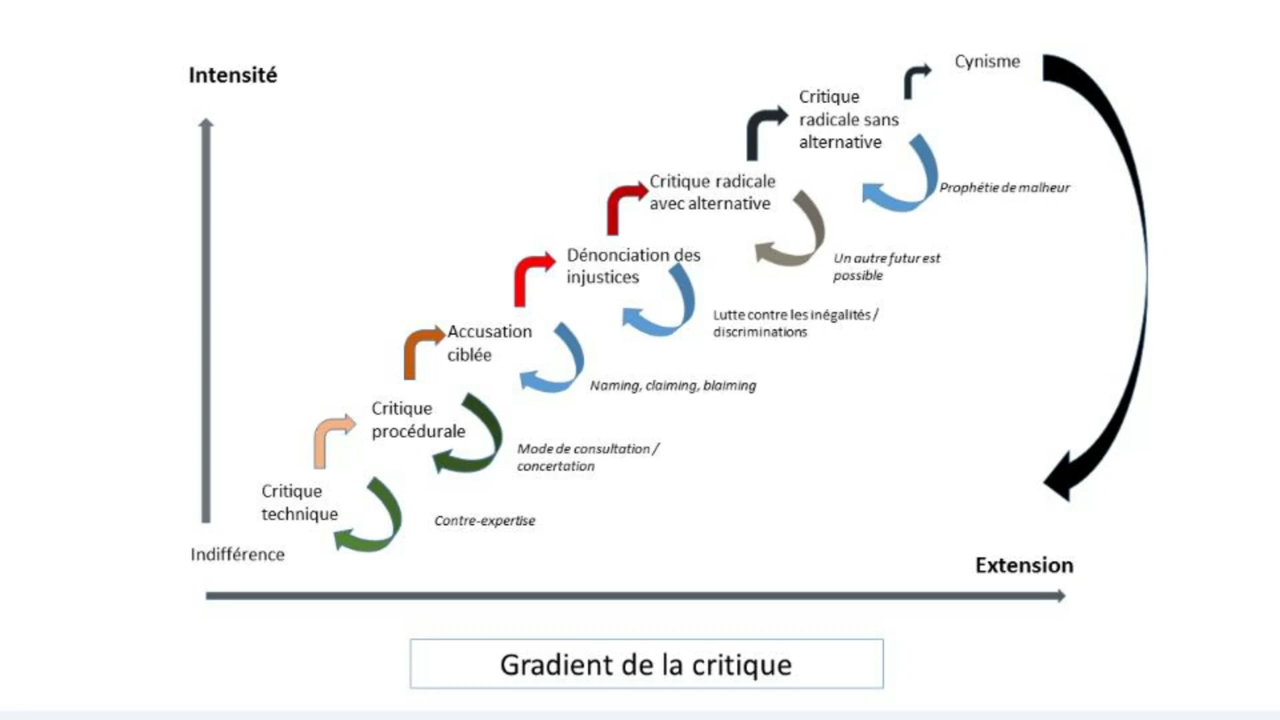 Intensité
Cynisme
Critique
radicale sans
alternative
Prophétie de malheur
Critique radicale
avec alternative
Un autre futur est
possible
Dénonciation des
injustices
Lutte contre les inégalités /
discriminations
Accusation
ciblée
Naming, claiming, blaiming
Critique
procédurale
Mode de consultation /
concertation
Critique
technique
Contre-expertise
Indifférence
Extension
Gradient de la critique